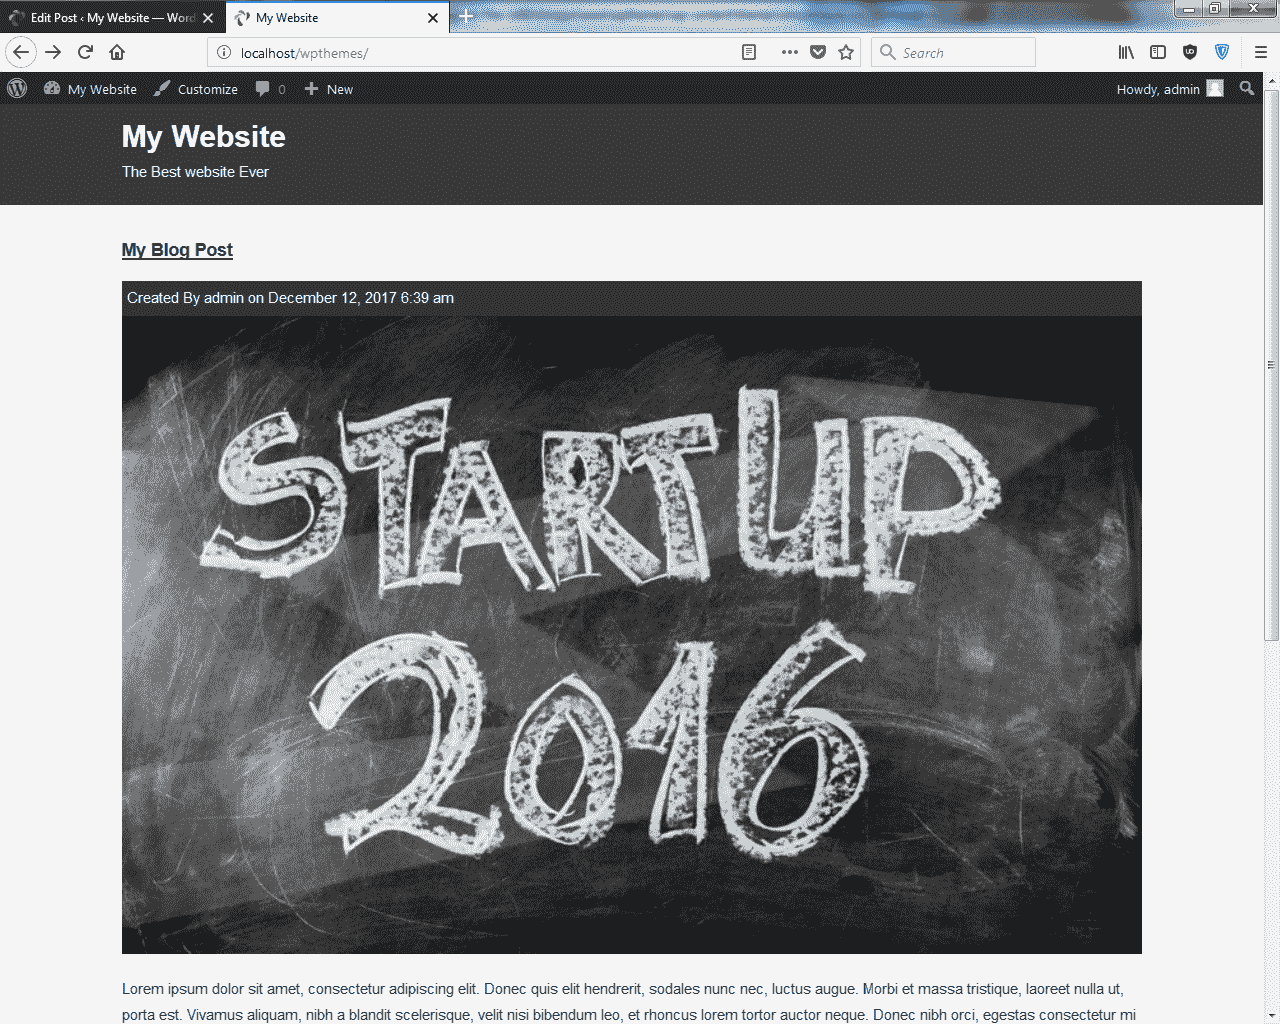 Edit Post ‹ My Website — Word
My Website
localhost/wpthemes/
Search
My Website
Customize
0
New
Howdy, admin
My Website
The Best website Ever
My Blog Post
Created By admin on December 12, 2017 6:39 am
STARTUP
2016
Lorem ipsum dolor sit amet, consectetur adipiscing elit. Donec quis elit hendrerit, sodales nunc nec, luctus augue. Morbi et massa tristique, laoreet nulla ut,
porta est. Vivamus aliquam, nibh a blandit scelerisque, velit nisi bibendum leo, et rhoncus lorem tortor auctor neque. Donec nibh orci, egestas consectetur mi